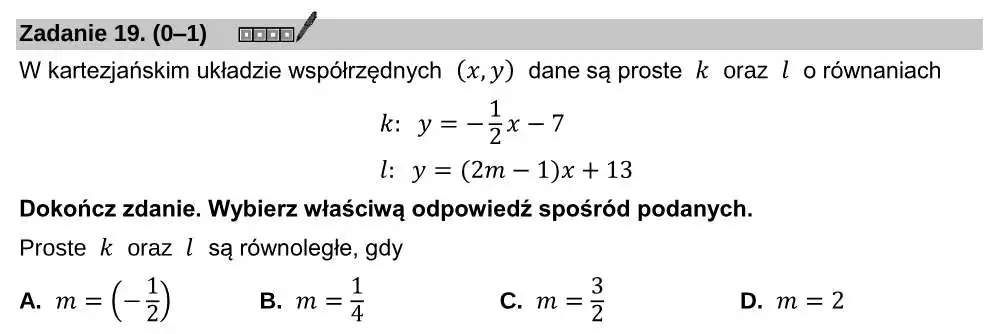 Zadanie 19. (0–1)
W kartezjańskim układzie współrzędnych (x, y) dane są proste k oraz l o równaniach
k: y = −1/2x − 7
l: y = (2m − 1)x + 13
Dokończ zdanie. Wybierz właściwą odpowiedź spośród podanych.
Proste k oraz l są równoległe, gdy
A. m = (−1/2) B. m = 1/4 C. m = 3/2 D. m = 2